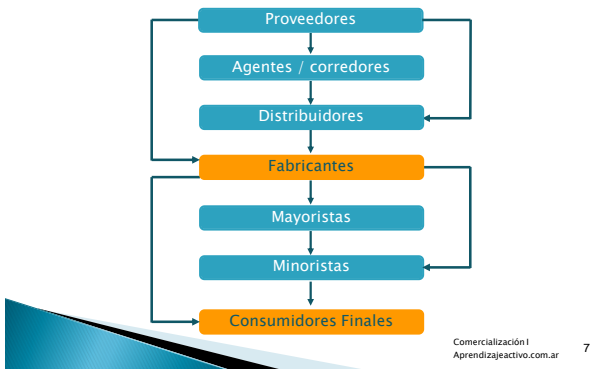 Proveedores
Agentes / corredores
Distribuidores
Fabricantes
Mayoristas
Minoristas
Consumidores Finales
Comercialización I
Aprendizajeactivo.com.ar
7